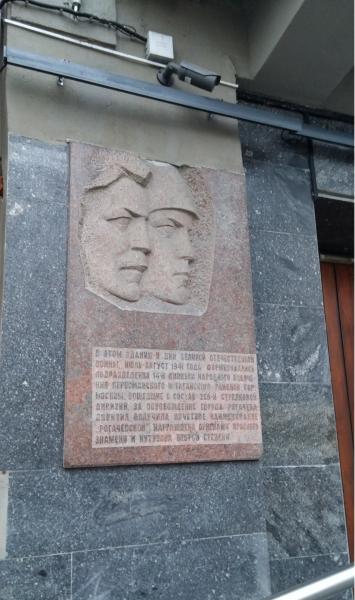 В ЭТОМ ЗДАНИИ В ДНИ ВЕЛИКОЙ ОТЕЧЕСТВЕННОЙ
ВОЙНЫ, ИЮЛЬ-АВГУСТ 1941 ГОДА ФОРМИРОВАЛИСЬ
ПОДРАЗДЕЛЕНИЯ ДИВИЗИИ НАРОДНОГО ОПОЛЧЕ-
НИЯ ПЕРВОМАЙСКОГО И ТАГАНСКОГО РАЙОНОВ ГОР.
МОСКВЫ, ВОШЕДШИЕ В СОСТАВ СТРЕЛКОВОЙ
ДИВИЗИИ. ЗА ОСВОБОЖДЕНИЕ ГОРОДА РОГАЧЕВА
ДИВИЗИЯ ПОЛУЧИЛА ПОЧЕТНОЕ НАИМЕНОВАНИЕ
"РОГАЧЕВСКОЙ", НАГРАЖДЕНА ОРДЕНАМИ КРАСНОГО
ЗНАМЕНИ И КУТУЗОВА ВТОРОЙ СТЕПЕНИ